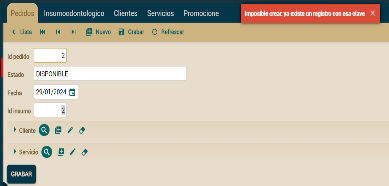 Pedidos Insumoodontologico Clientes Servicios Promocione
Imposible crear, ya existe un registro con esa clave
Lista Nuevo Grabar Refrescar
Id pedido 2
Estado DISPONIBLE
Fecha 29/01/2024
Id insumo
Cliente
Servicio
GRABAR